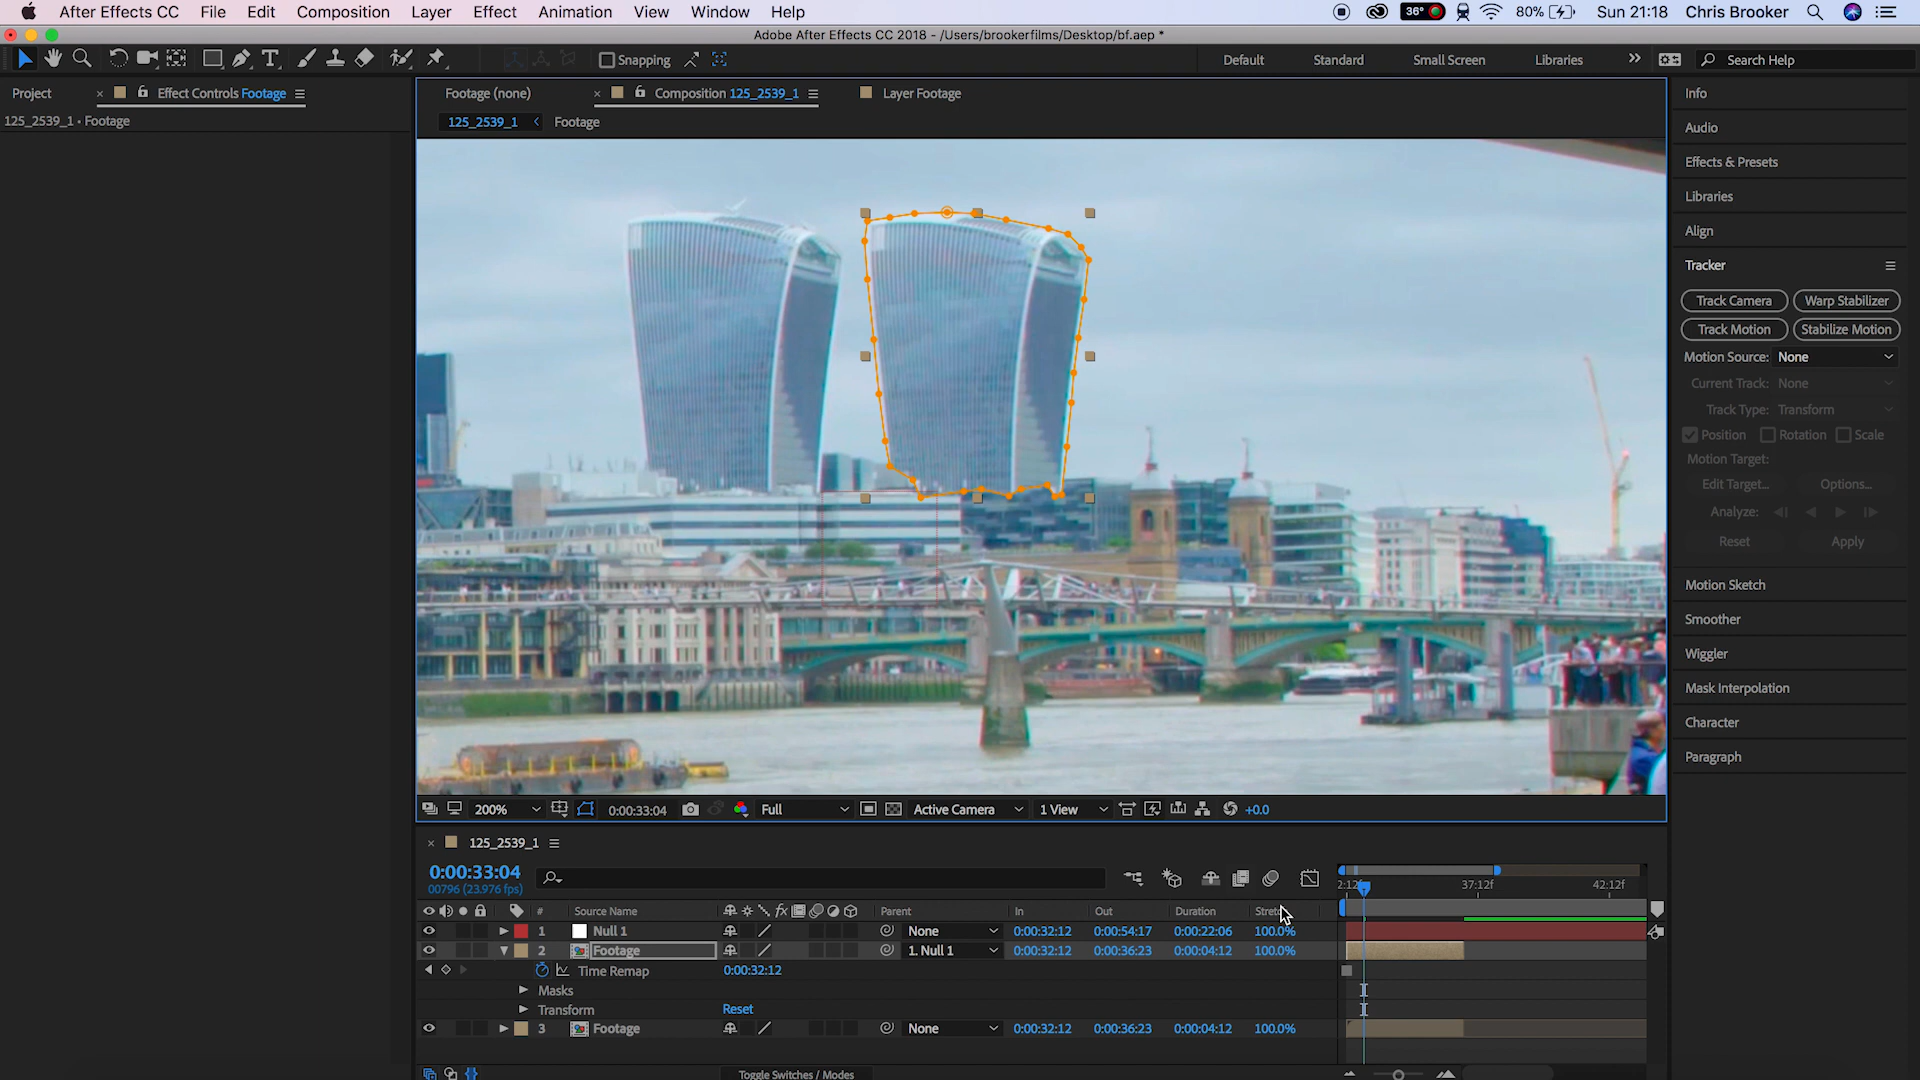 After Effects CC File Edit Composition Layer Effect Animation View Window Help 36° 80% Sun 21:18 Chris Brooker
Adobe After Effects CC 2018 - /Users/brookerfilms/Desktop/bf.aep *
Snapping Default Standard Small Screen Libraries Search Help
Project Effect Controls Footage Footage (none) Composition 125_2539_1 Layer Footage Info
125_2539_1 • Footage 125_2539_1 Footage
Audio
Effects & Presets
Libraries
Align
Tracker
Track Camera Warp Stabilizer
Track Motion Stabilize Motion
Motion Source: None
Current Track: None
Track Type: Transform
Position Rotation Scale
Motion Target:
Edit Target... Options...
Analyze:
Reset Apply
Motion Sketch
Smoother
Wiggler
Mask Interpolation
Character
Paragraph
200% 0:00:33:04 Full Active Camera 1 View +0.0
125_2539_1
0:00:33:04
00796 (23.976 fps)
2:12f 37:12f 42:12f
# Source Name fx Parent In Out Duration Stretc
1 Null 1 None 0:00:32:12 0:00:54:17 0:00:22:06 100.0%
2 Footage 1. Null 1 0:00:32:12 0:00:36:23 0:00:04:12 100.0%
Time Remap 0:00:32:12
Masks
Transform Reset
3 Footage None 0:00:32:12 0:00:36:23 0:00:04:12 100.0%
Toggle Switches / Modes